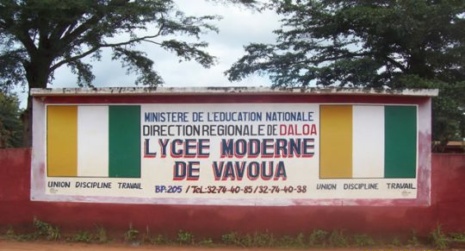 MINISTERE DE L'EDUCATION NATIONALE
DIRECTION REGIONALE DE DALOA
LYCEE MODERNE
DE VAVOUA
BP:205 / Tel:32-74-40-85/32-74-40-38
UNION DISCIPLINE TRAVAIL
UNION DISCIPLINE TRAVAIL